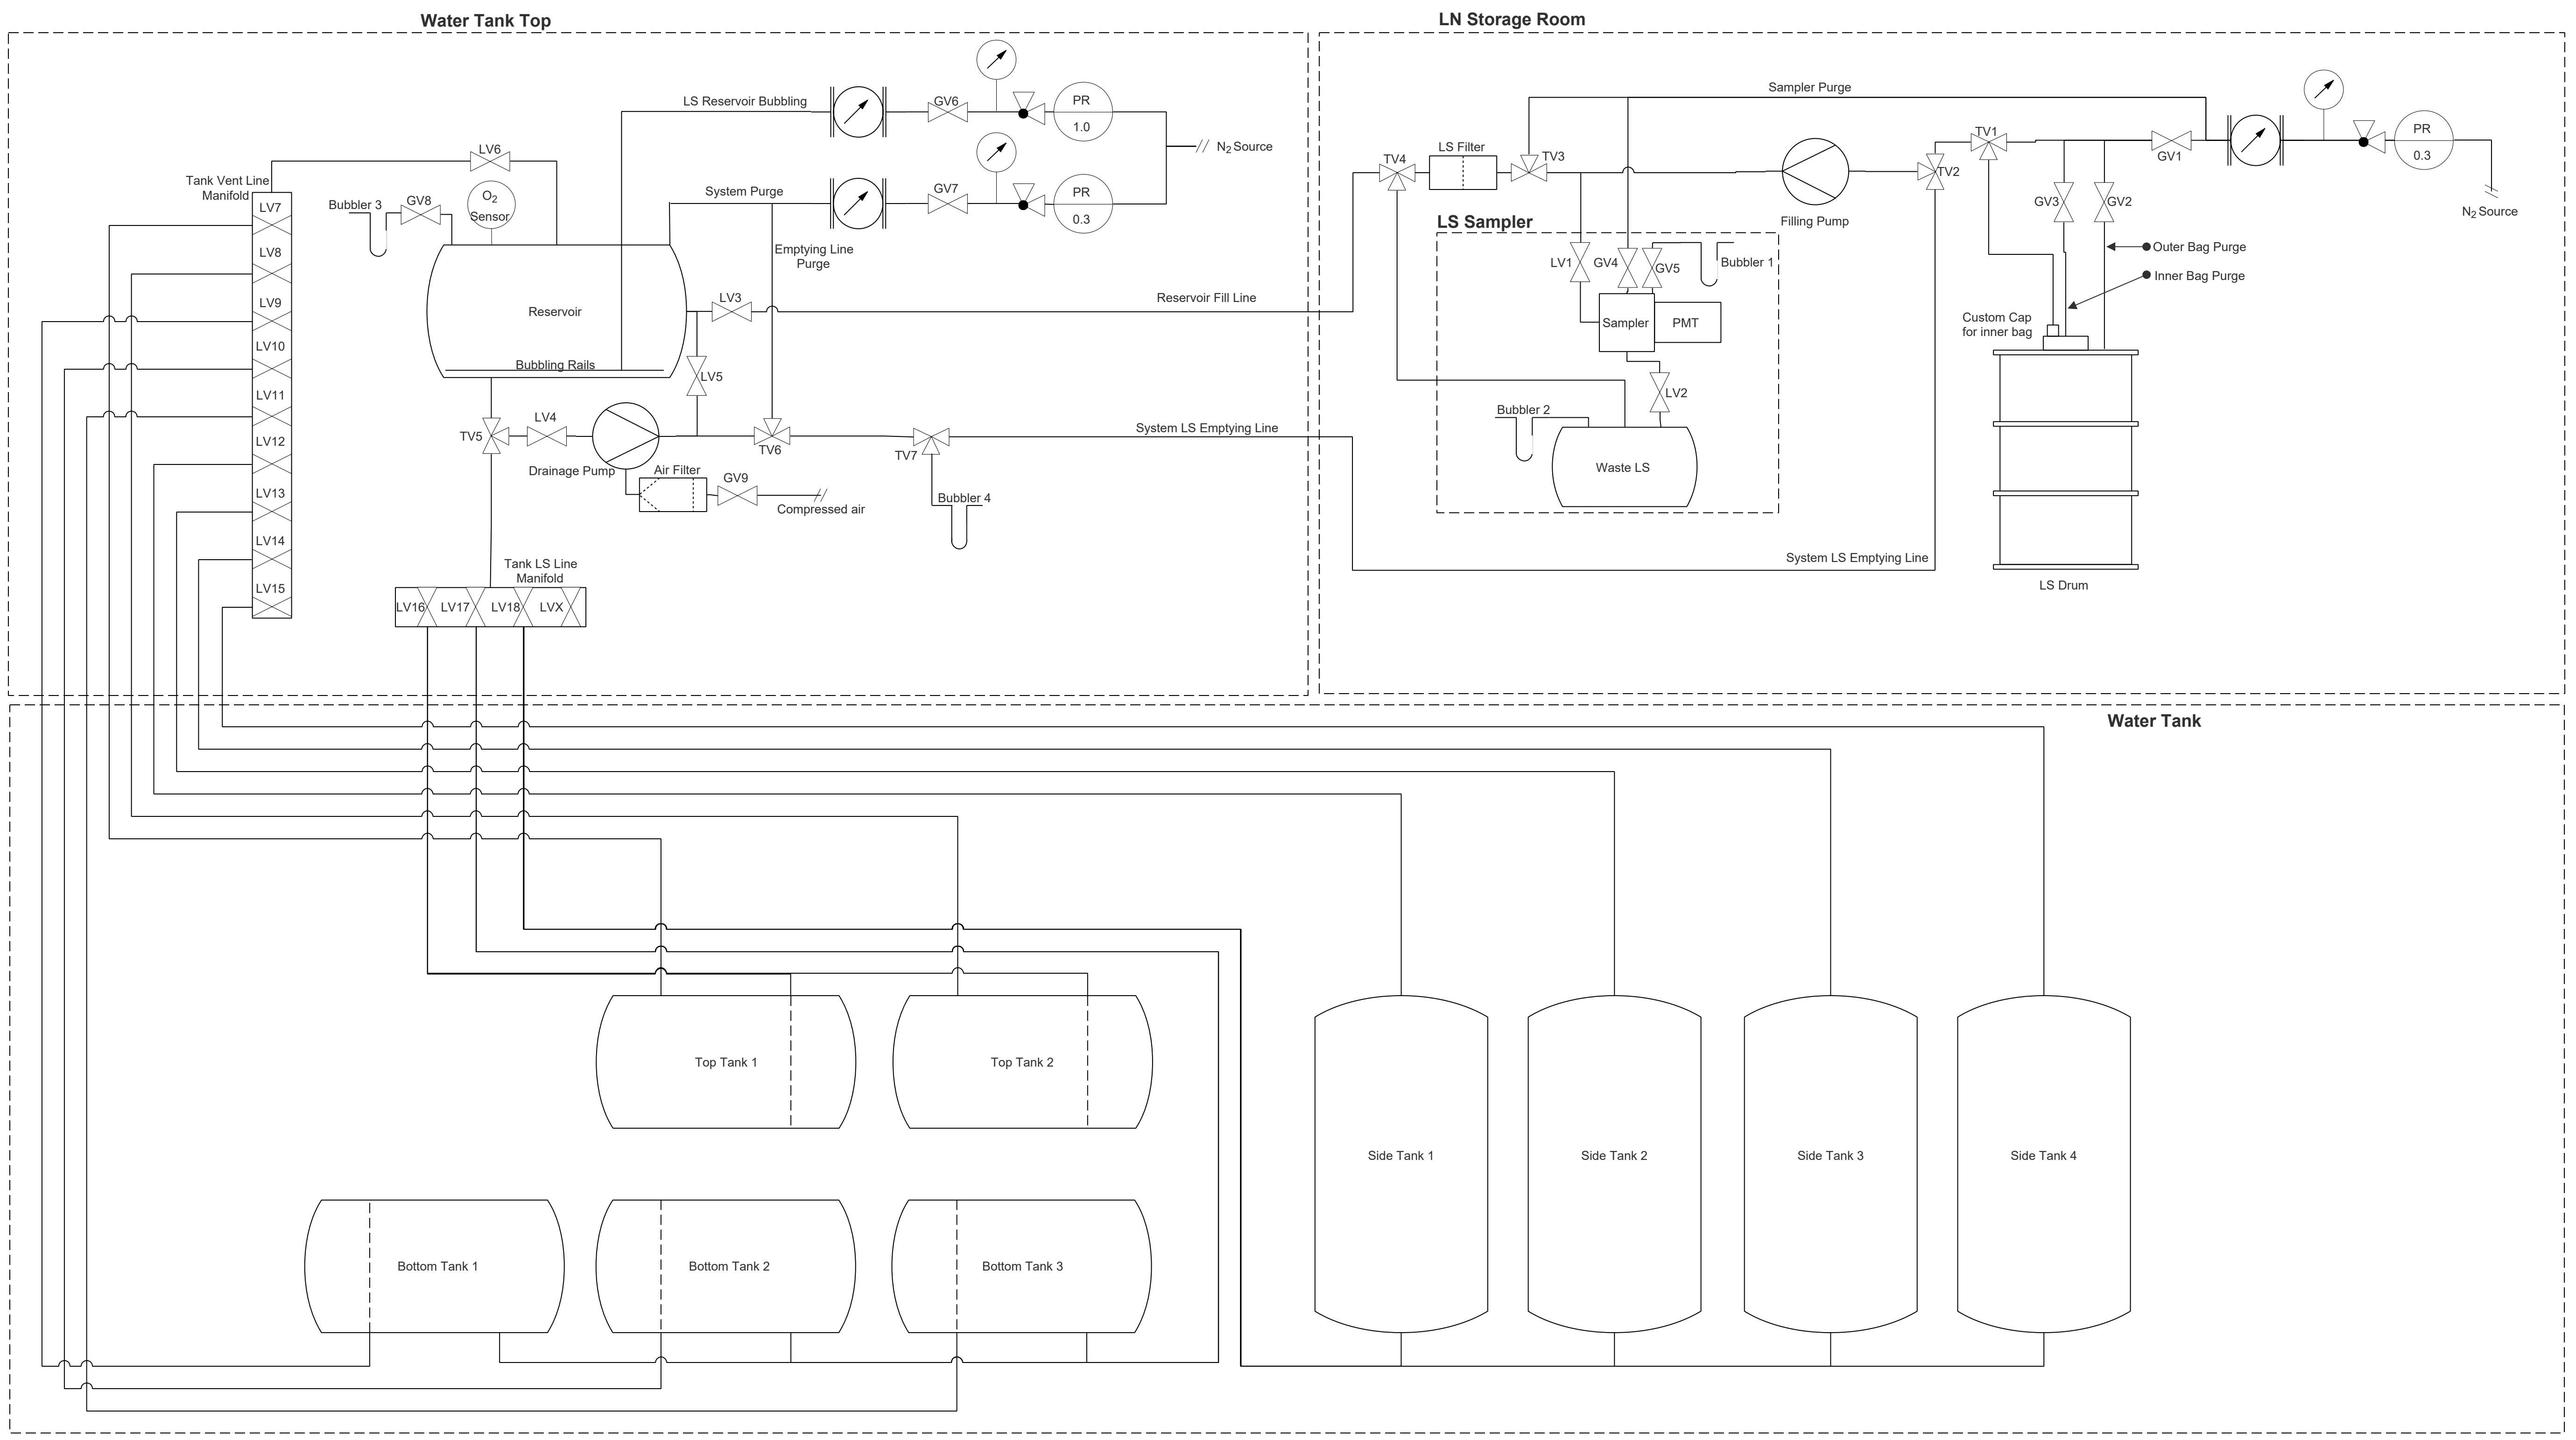 Water Tank Top
LN Storage Room
LS Reservoir Bubbling
GV6
PR
1.0
N2 Source
System Purge
GV7
PR
0.3
LV6
Tank Vent Line
Manifold
O2
Sensor
Bubbler 3
GV8
LV7
LV8
LV9
LV10
LV11
LV12
LV13
LV14
LV15
Emptying Line
Purge
Reservoir
LV3
Reservoir Fill Line
Bubbling Rails
LV5
TV5
LV4
TV6
TV7
System LS Emptying Line
Drainage Pump
Air Filter
GV9
Compressed air
Bubbler 4
Tank LS Line
Manifold
LV16
LV17
LV18
LVX
Sampler Purge
TV4
LS Filter
TV3
Filling Pump
TV2
TV1
GV1
PR
0.3
N2 Source
GV3
GV2
Outer Bag Purge
Inner Bag Purge
Custom Cap
for inner bag
LS Drum
LS Sampler
LV1
GV4
GV5
Bubbler 1
Sampler
PMT
LV2
Bubbler 2
Waste LS
System LS Emptying Line
Water Tank
Top Tank 1
Top Tank 2
Side Tank 1
Side Tank 2
Side Tank 3
Side Tank 4
Bottom Tank 1
Bottom Tank 2
Bottom Tank 3